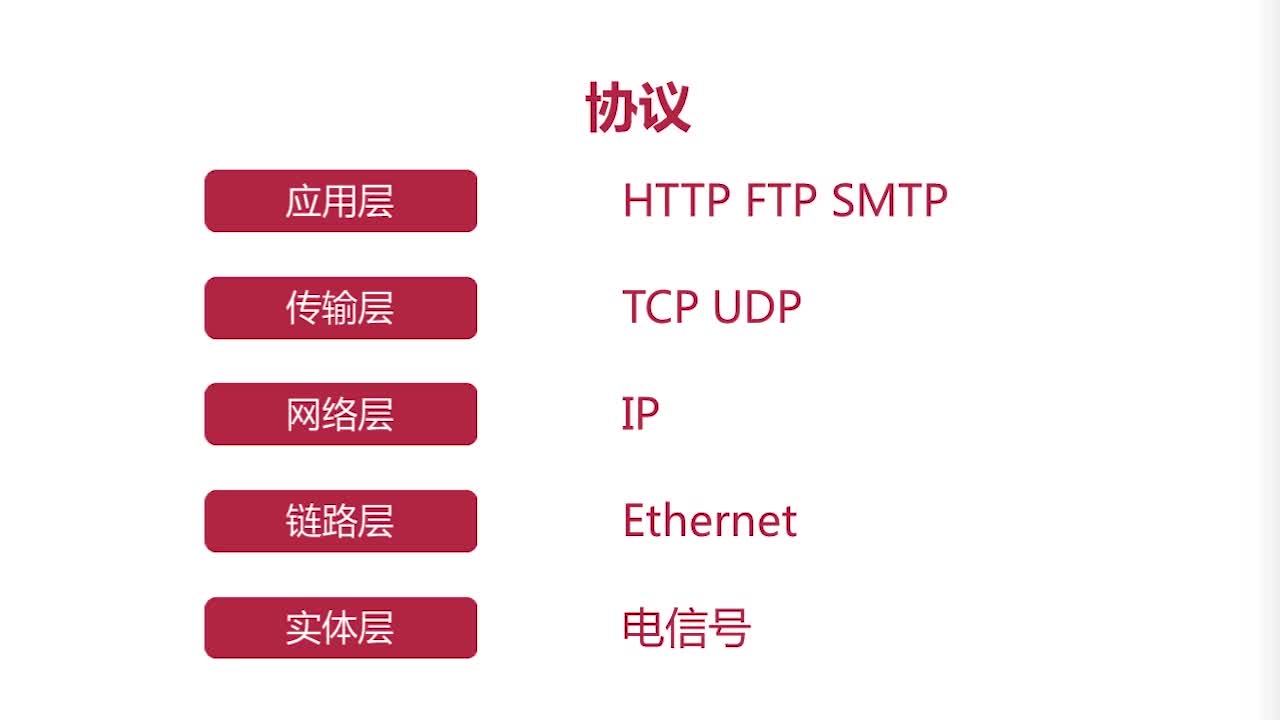 协议
应用层 HTTP FTP SMTP
传输层 TCP UDP
网络层 IP
链路层 Ethernet
实体层 电信号